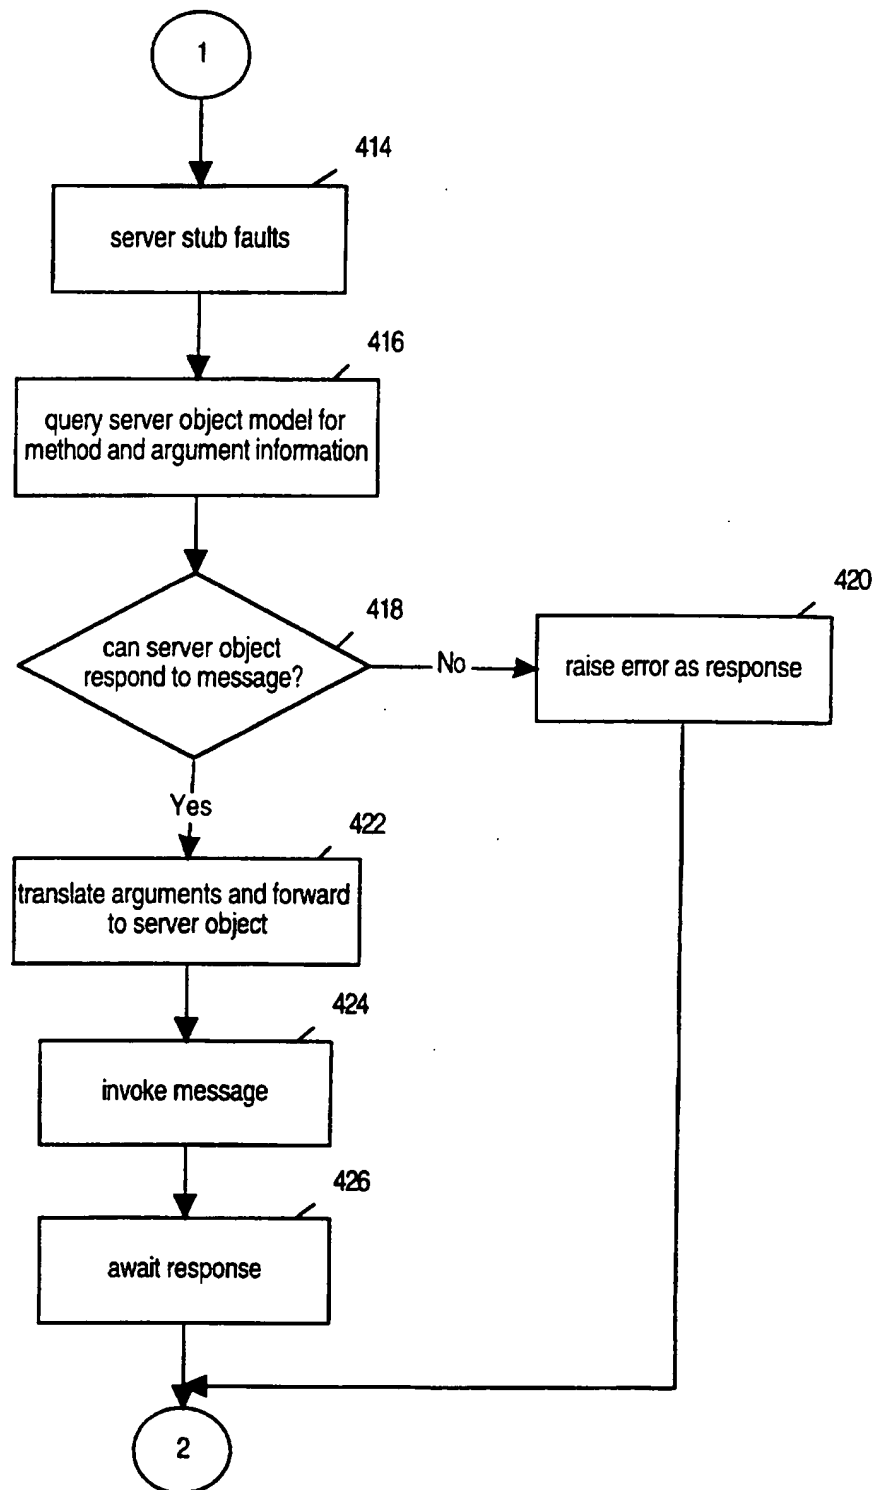 1
414
server stub faults
416
query server object model for
method and argument information
418
can server object
respond to message?
No
420
raise error as response
Yes
422
translate arguments and forward
to server object
424
invoke message
426
await response
2